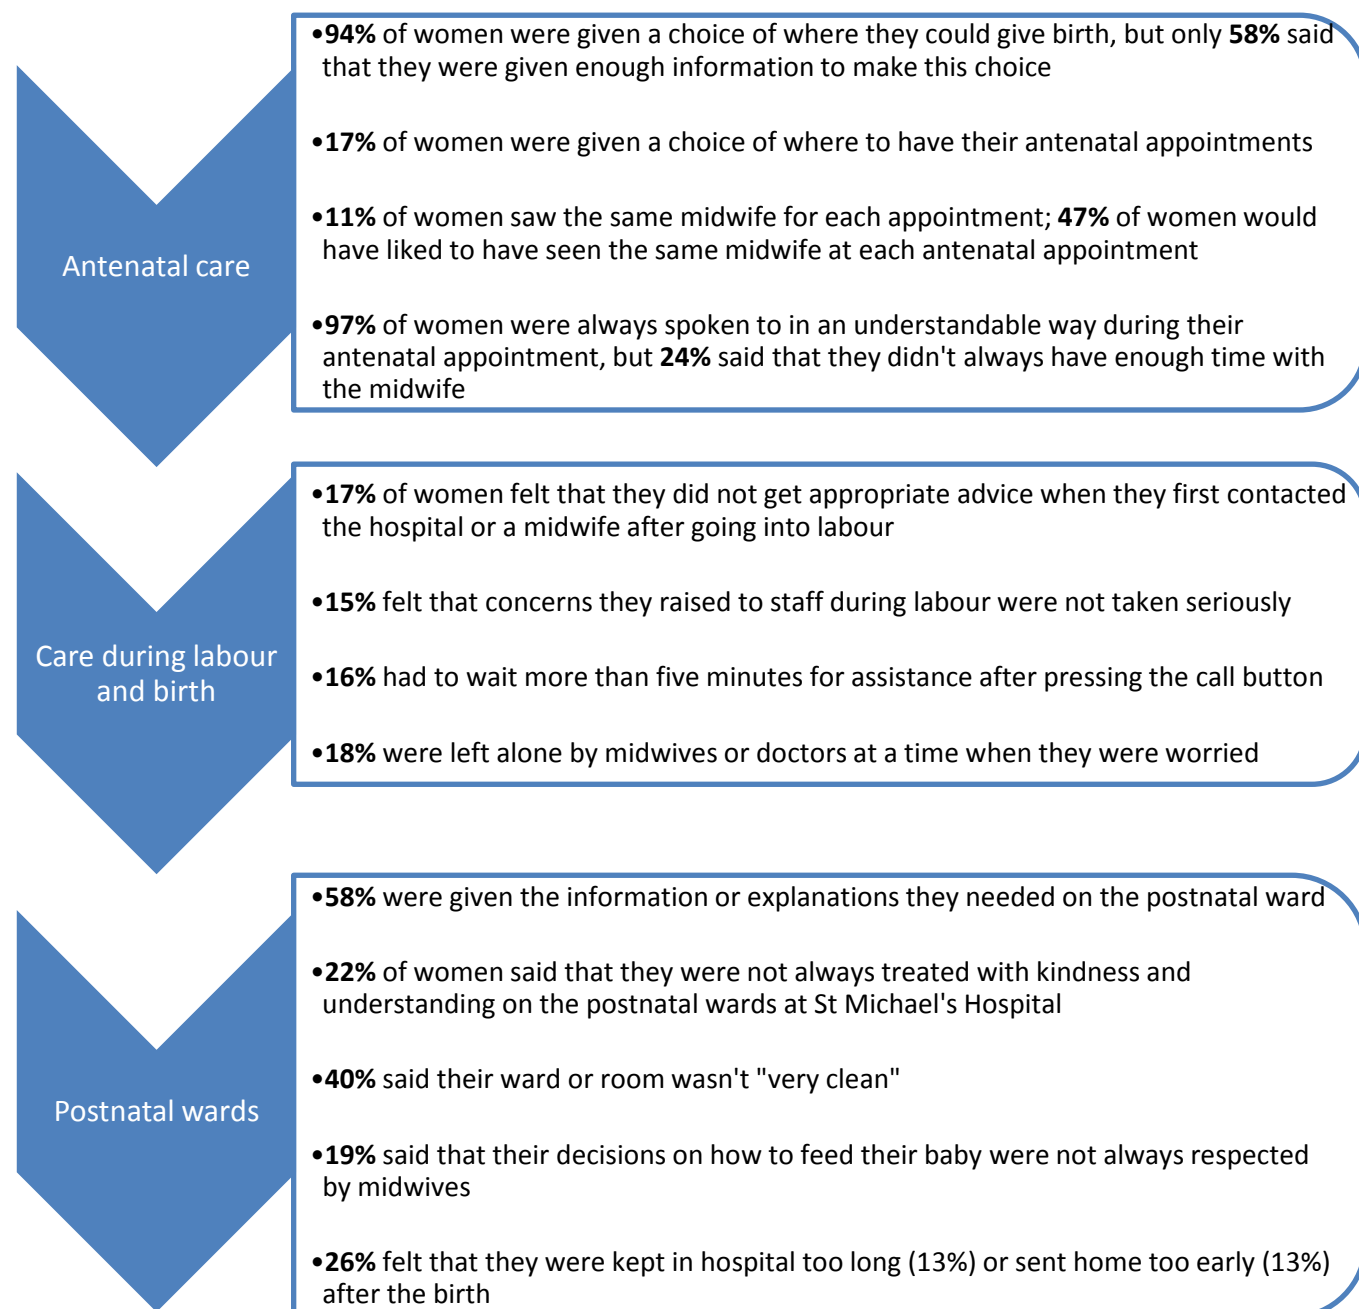 Antenatal care
•94% of women were given a choice of where they could give birth, but only 58% said
that they were given enough information to make this choice
•17% of women were given a choice of where to have their antenatal appointments
•11% of women saw the same midwife for each appointment; 47% of women would
have liked to have seen the same midwife at each antenatal appointment
•97% of women were always spoken to in an understandable way during their
antenatal appointment, but 24% said that they didn't always have enough time with
the midwife
Care during labour
and birth
•17% of women felt that they did not get appropriate advice when they first contacted
the hospital or a midwife after going into labour
•15% felt that concerns they raised to staff during labour were not taken seriously
•16% had to wait more than five minutes for assistance after pressing the call button
•18% were left alone by midwives or doctors at a time when they were worried
Postnatal wards
•58% were given the information or explanations they needed on the postnatal ward
•22% of women said that they were not always treated with kindness and
understanding on the postnatal wards at St Michael's Hospital
•40% said their ward or room wasn't "very clean"
•19% said that their decisions on how to feed their baby were not always respected
by midwives
•26% felt that they were kept in hospital too long (13%) or sent home too early (13%)
after the birth